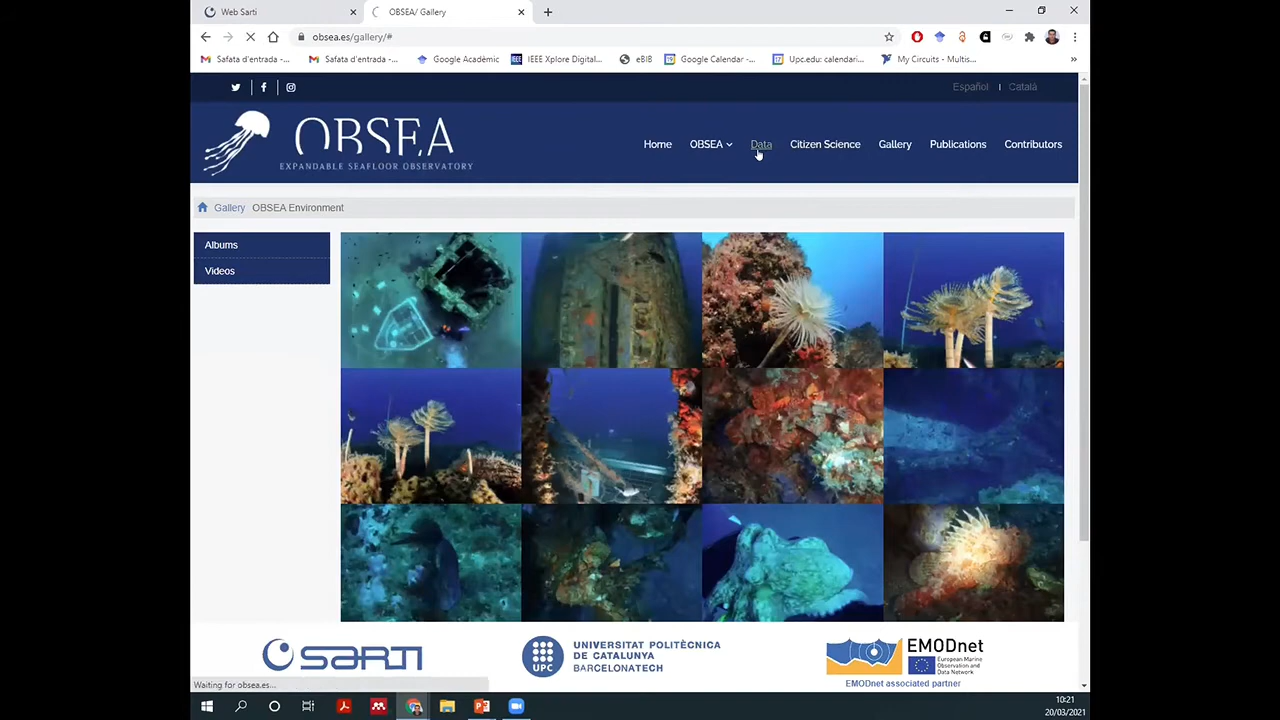 Web Sarti
OBSEA/ Gallery
obsea.es/gallery/#
Safata d'entrada -...
Safata d'entrada -...
Google Acadèmic
IEEE Xplore Digital...
eBIB
Google Calendar -...
Upc.edu: calendari...
My Circuits - Multis...
Español
Català
OBSEA
EXPANDABLE SEAFLOOR OBSERVATORY
Home
OBSEA
Data
Citizen Science
Gallery
Publications
Contributors
Gallery
OBSEA Environment
Albums
Videos
SARTI
UPC
UNIVERSITAT POLITÈCNICA
DE CATALUNYA
BARCELONATECH
EMODnet
European Marine
Observation and
Data Network
EMODnet associated partner
Waiting for obsea.es...
10:21
20/03/2021